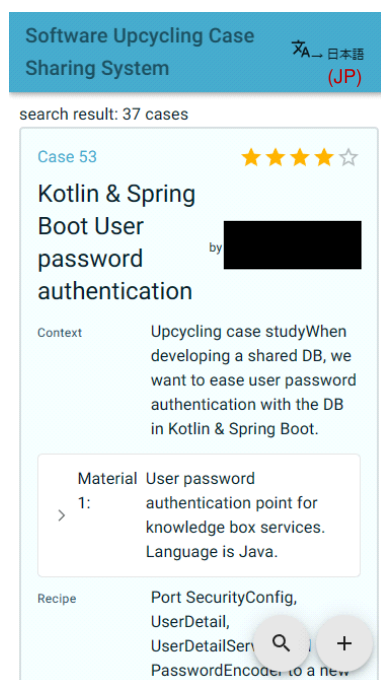 Software Upcycling Case
Sharing System
文A→ 日本語
(JP)
search result: 37 cases
Case 53
Kotlin & Spring
Boot User
password
authentication
by
Context
Upcycling case studyWhen
developing a shared DB, we
want to ease user password
authentication with the DB
in Kotlin & Spring Boot.
Material
1:
User password
authentication point for
knowledge box services.
Language is Java.
Recipe
Port SecurityConfig,
UserDetail,
PasswordEncoder to a new